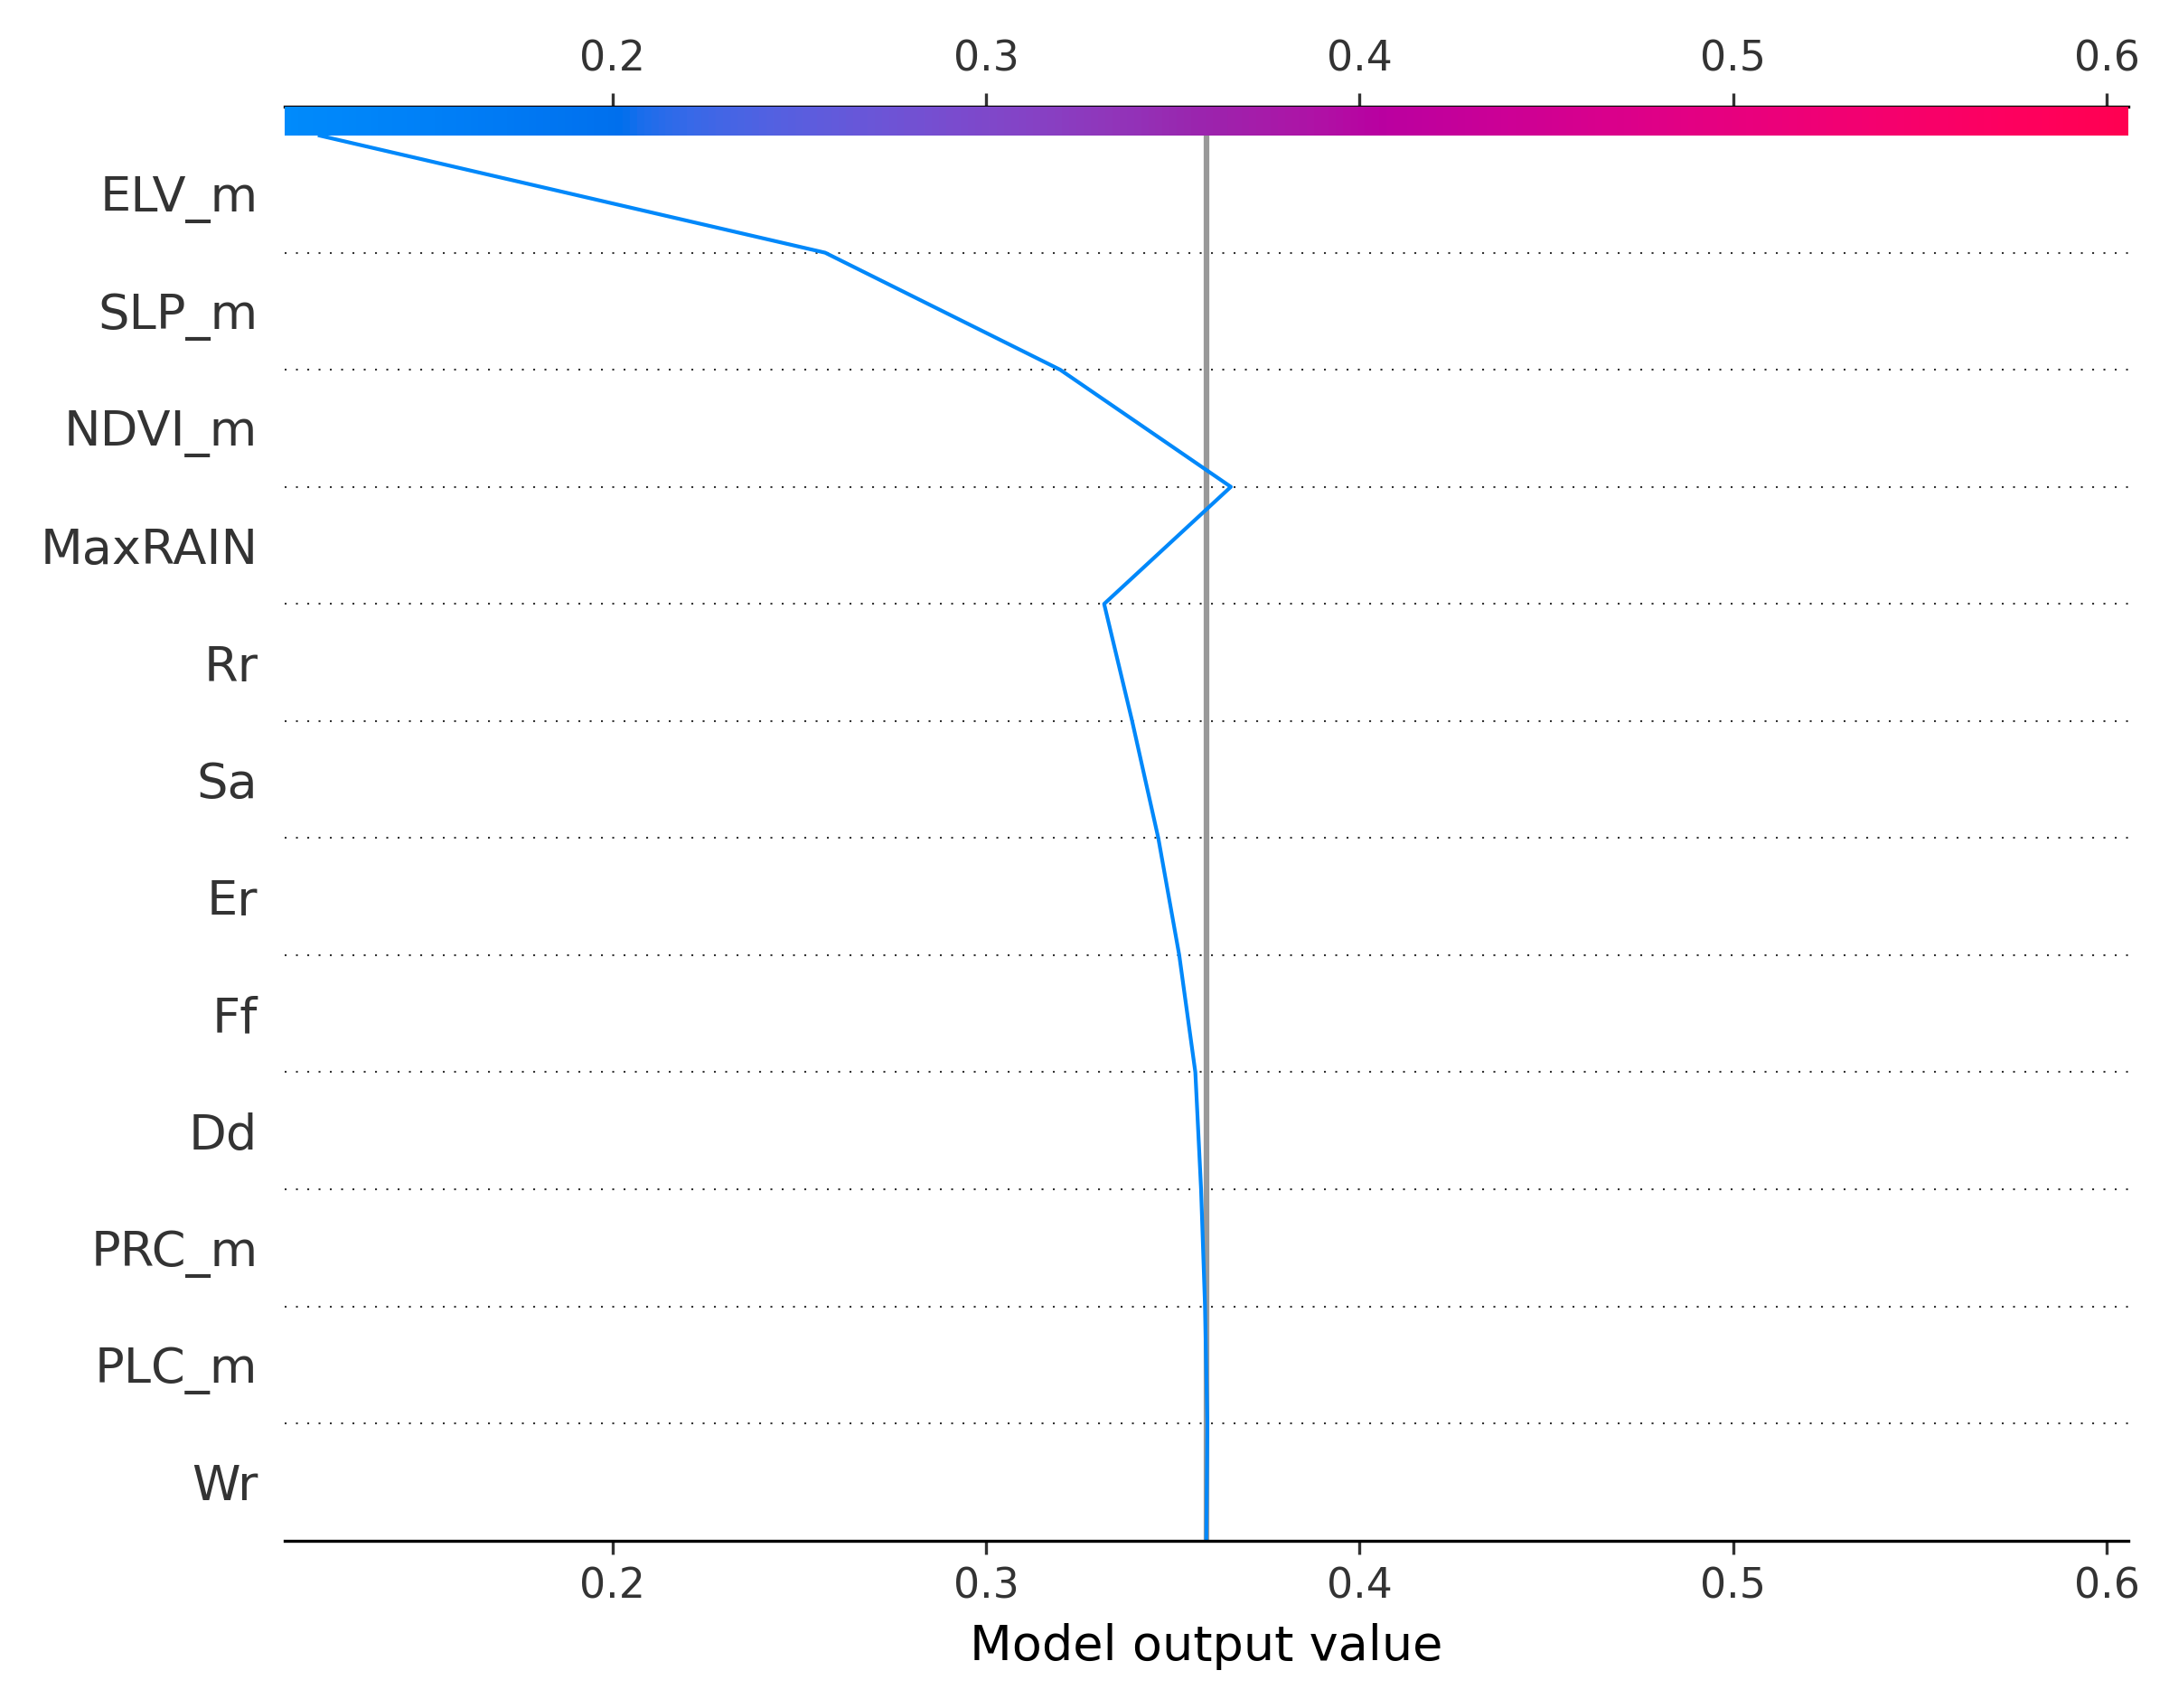 0.2 0.3 0.4 0.5 0.6
ELV_m
SLP_m
NDVI_m
MaxRAIN
Rr
Sa
Er
Ff
Dd
PRC_m
PLC_m
Wr
0.2 0.3 0.4 0.5 0.6
Model output value